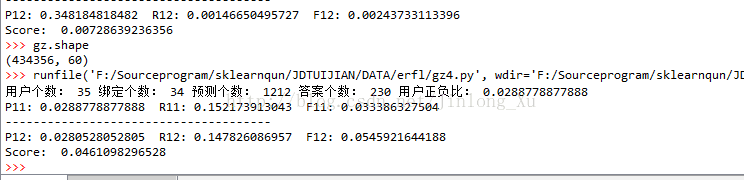 P12: 0.348184818482  R12: 0.00146650495727  F12: 0.00243733113396
Score:  0.00728639236356
>>> gz.shape
(434356, 60)
>>> runfile('F:/Sourceprogram/sklearnqun/JDTUIJIAN/DATA/erfl/gz4.py', wdir='F:/Sourceprogram/sklearnqun/JD
用户个数： 35 绑定个数： 34 预测个数： 1212 答案个数： 230 用户正负比： 0.0288778877888
P11: 0.0288778877888  R11: 0.152173913043  F11: 0.033386327504
----------------------------------------
P12: 0.0280528052805  R12: 0.147826086957  F12: 0.0545921644188
Score:  0.0461098296528
>>>